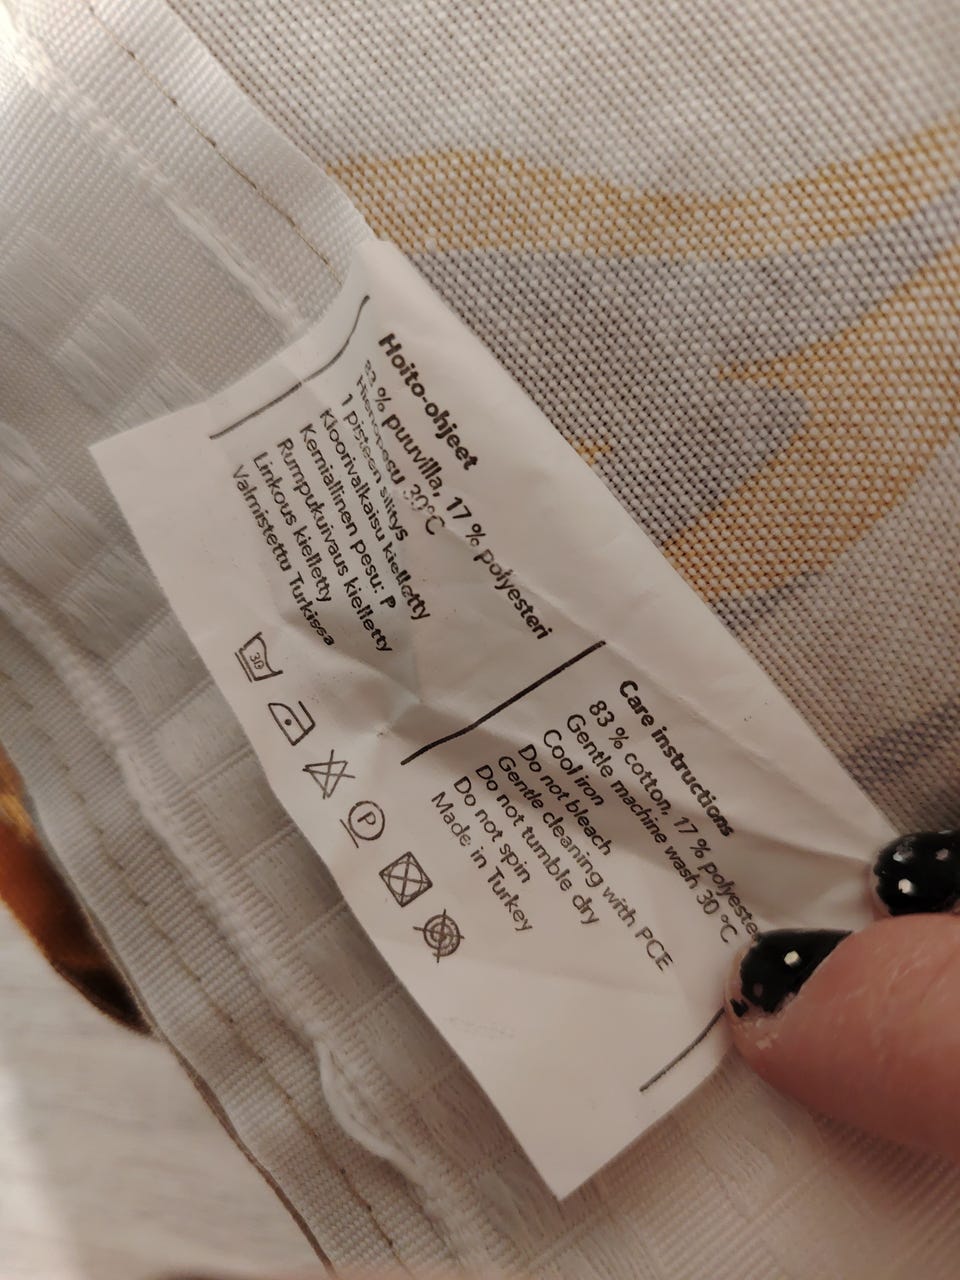 Hoito-ohjeet
83 % puuvilla, 17 % polyesteri
Hienopesu 30°C
1 pisteen silitys
Kloorivalkaisu kielletty
Kemiallinen pesu: P
Rumpukuivaus kielletty
Linkous kielletty
Valmistettu Turkissa
30
P
Care instructions
83 % cotton, 17 % polyester
Gentle machine wash 30 °C
Cool iron
Do not bleach
Gentle cleaning with PCE
Do not tumble dry
Do not spin
Made in Turkey